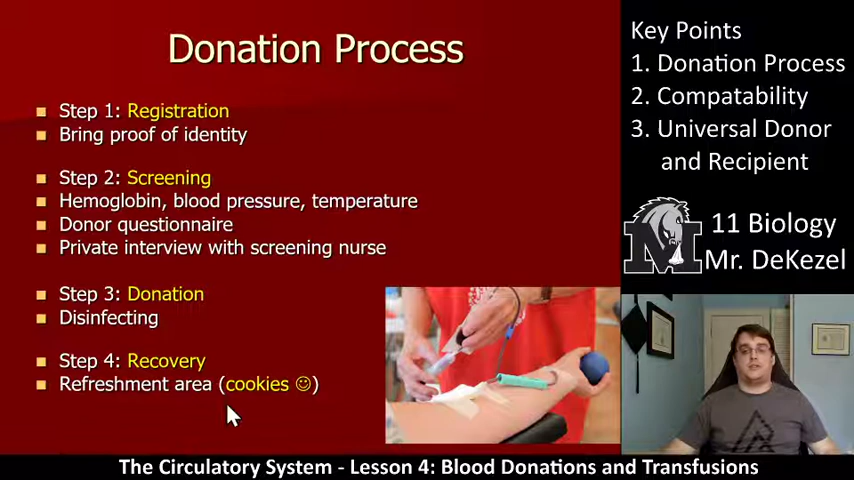 Donation Process
Step 1: Registration
Bring proof of identity
Step 2: Screening
Hemoglobin, blood pressure, temperature
Donor questionnaire
Private interview with screening nurse
Step 3: Donation
Disinfecting
Step 4: Recovery
Refreshment area (cookies ☺)
Key Points
1. Donation Process
2. Compatability
3. Universal Donor
and Recipient
M
11 Biology
Mr. DeKezel
The Circulatory System - Lesson 4: Blood Donations and Transfusions